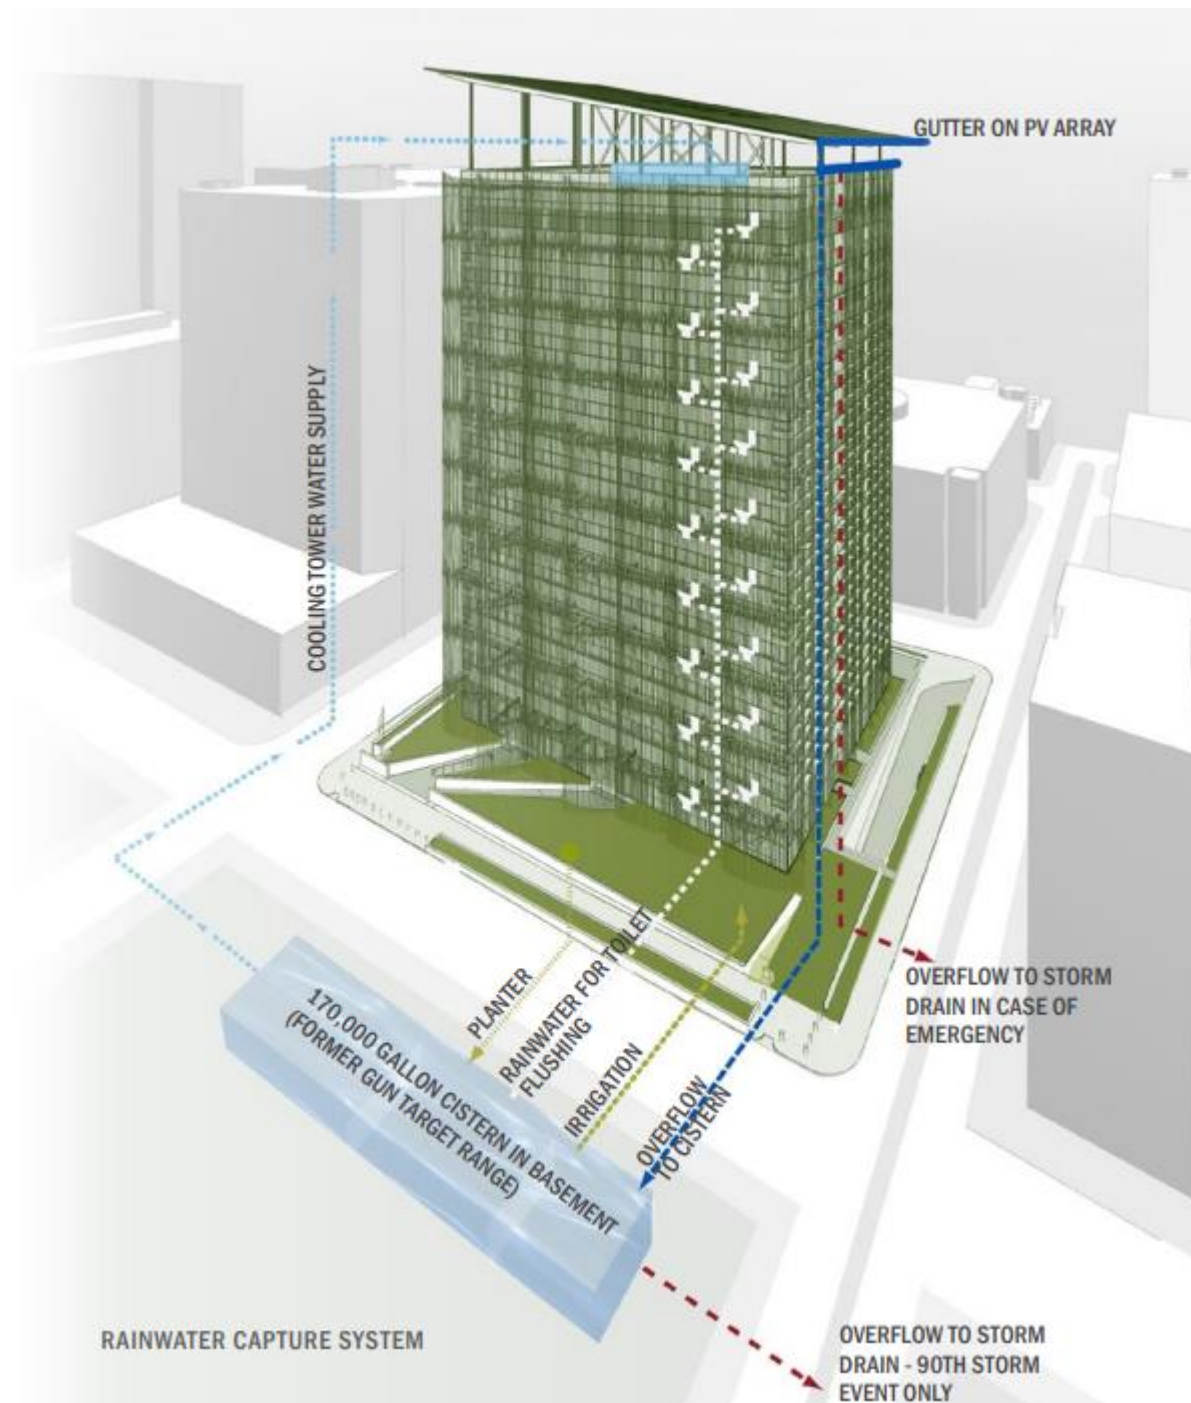 GUTTER ON PV ARRAY
COOLING TOWER WATER SUPPLY
PLANTER
RAINWATER FOR TOILET
FLUSHING
IRRIGATION
OVERFLOW
TO CISTERN
OVERFLOW TO STORM
DRAIN IN CASE OF
EMERGENCY
170,000 GALLON CISTERN IN BASEMENT
(FORMER GUN TARGET RANGE)
RAINWATER CAPTURE SYSTEM
OVERFLOW TO STORM
DRAIN - 90TH STORM
EVENT ONLY